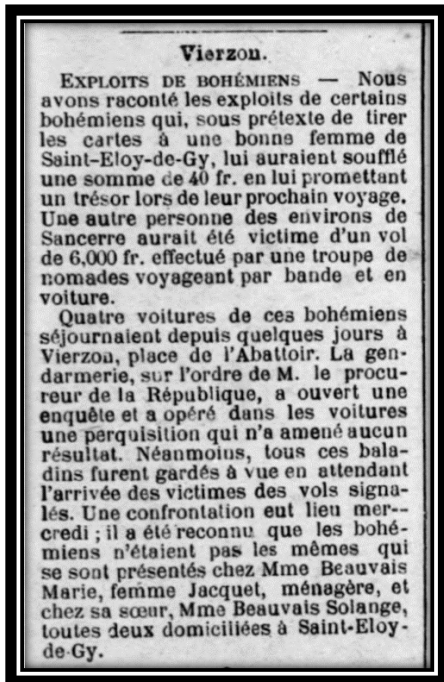 Vierzon.
EXPLOITS DE BOHÉMIENS — Nous
avons raconté les exploits de certains
bohémiens qui, sous prétexte de tirer
les cartes à une bonne femme de
Saint-Eloy-de-Gy, lui auraient soufflé
une somme de 40 fr. en lui promettant
un trésor lors de leur prochain voyage.
Une autre personne des environs de
Sancerre aurait été victime d'un vol
de 6,000 fr. effectué par une troupe de
nomades voyageant par bande et en
voiture.
Quatre voitures de ces bohémiens
séjournaient depuis quelques jours à
Vierzon, place de l'Abattoir. La gen-
darmerie, sur l'ordre de M. le procu-
reur de la République, a ouvert une
enquête et a opéré dans les voitures
une perquisition qui n'a amené aucun
résultat. Néanmoins, tous ces bala-
dins furent gardés à vue en attendant
l'arrivée des victimes des vols signa-
lés. Une confrontation eut lieu mer--
credi ; il a été reconnu que les bohé-
miens n'étaient pas les mêmes qui
se sont présentés chez Mme Beauvais
Marie, femme Jacquet, ménagère, et
chez sa sœur, Mme Beauvais Solange,
toutes deux domiciliées à Saint-Eloy-
de-Gy.